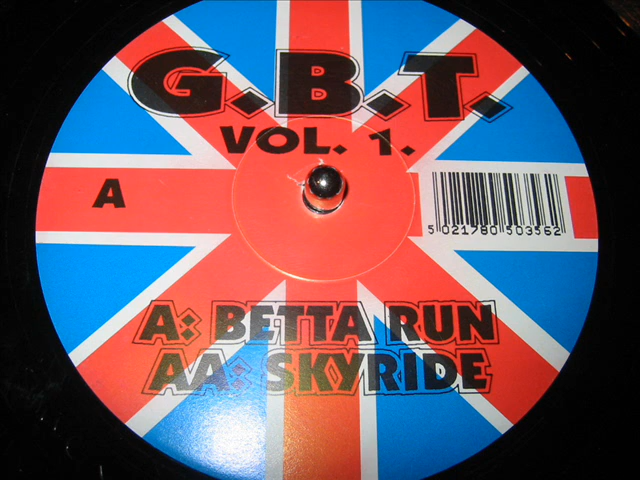 G.B.T.
VOL. 1.
A
5 021780 503562
A: BETTA RUN
AA: SKYRIDE